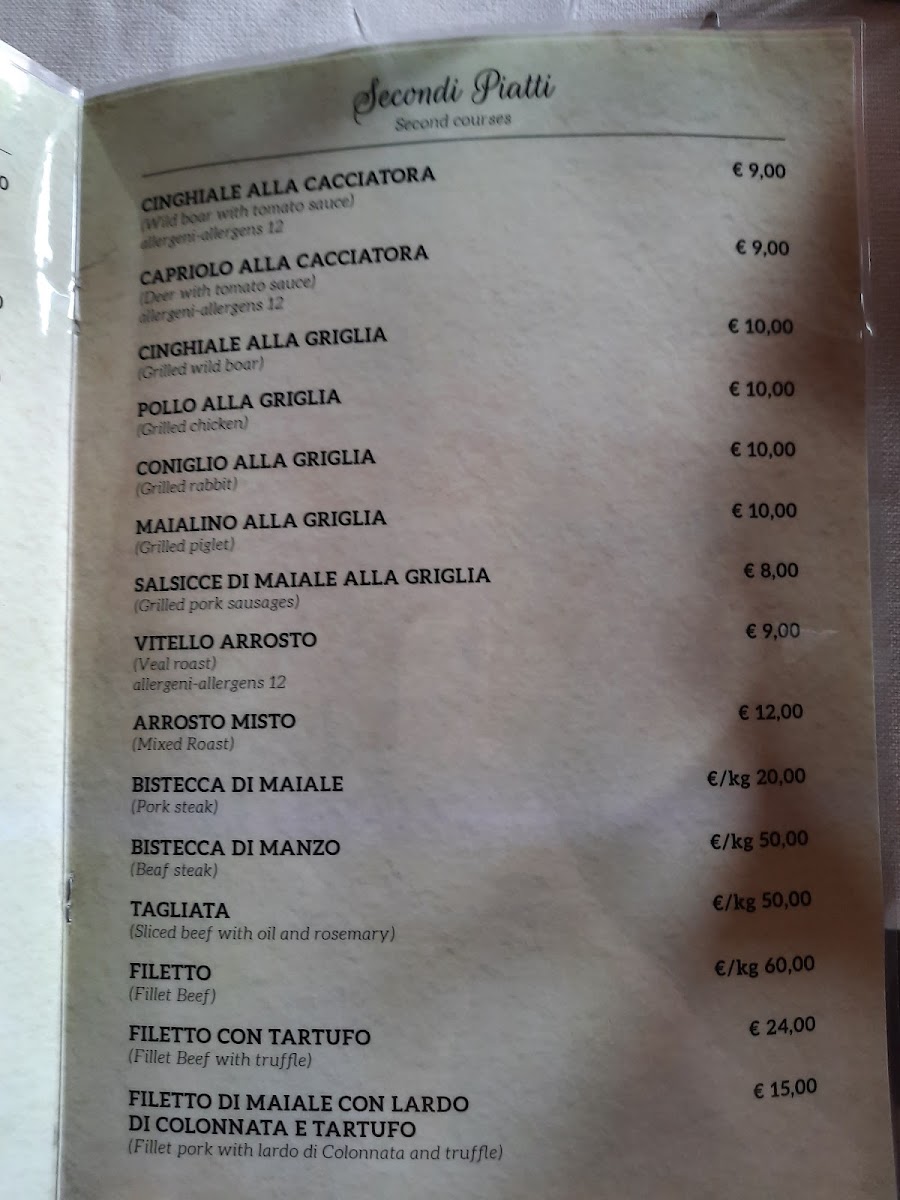 Secondi Piatti
Second courses
CINGHIALE ALLA CACCIATORA € 9,00
(Wild boar with tomato sauce)
allergeni-allergens 12
CAPRIOLO ALLA CACCIATORA € 9,00
(Deer with tomato sauce)
allergeni-allergens 12
CINGHIALE ALLA GRIGLIA € 10,00
(Grilled wild boar)
POLLO ALLA GRIGLIA € 10,00
(Grilled chicken)
CONIGLIO ALLA GRIGLIA € 10,00
(Grilled rabbit)
MAIALINO ALLA GRIGLIA € 10,00
(Grilled piglet)
SALSICCE DI MAIALE ALLA GRIGLIA € 8,00
(Grilled pork sausages)
VITELLO ARROSTO € 9,00
(Veal roast)
allergeni-allergens 12
ARROSTO MISTO € 12,00
(Mixed Roast)
BISTECCA DI MAIALE €/kg 20,00
(Pork steak)
BISTECCA DI MANZO €/kg 50,00
(Beaf steak)
TAGLIATA €/kg 50,00
(Sliced beef with oil and rosemary)
FILETTO €/kg 60,00
(Fillet Beef)
FILETTO CON TARTUFO € 24,00
(Fillet Beef with truffle)
FILETTO DI MAIALE CON LARDO € 15,00
DI COLONNATA E TARTUFO
(Fillet pork with lardo di Colonnata and truffle)